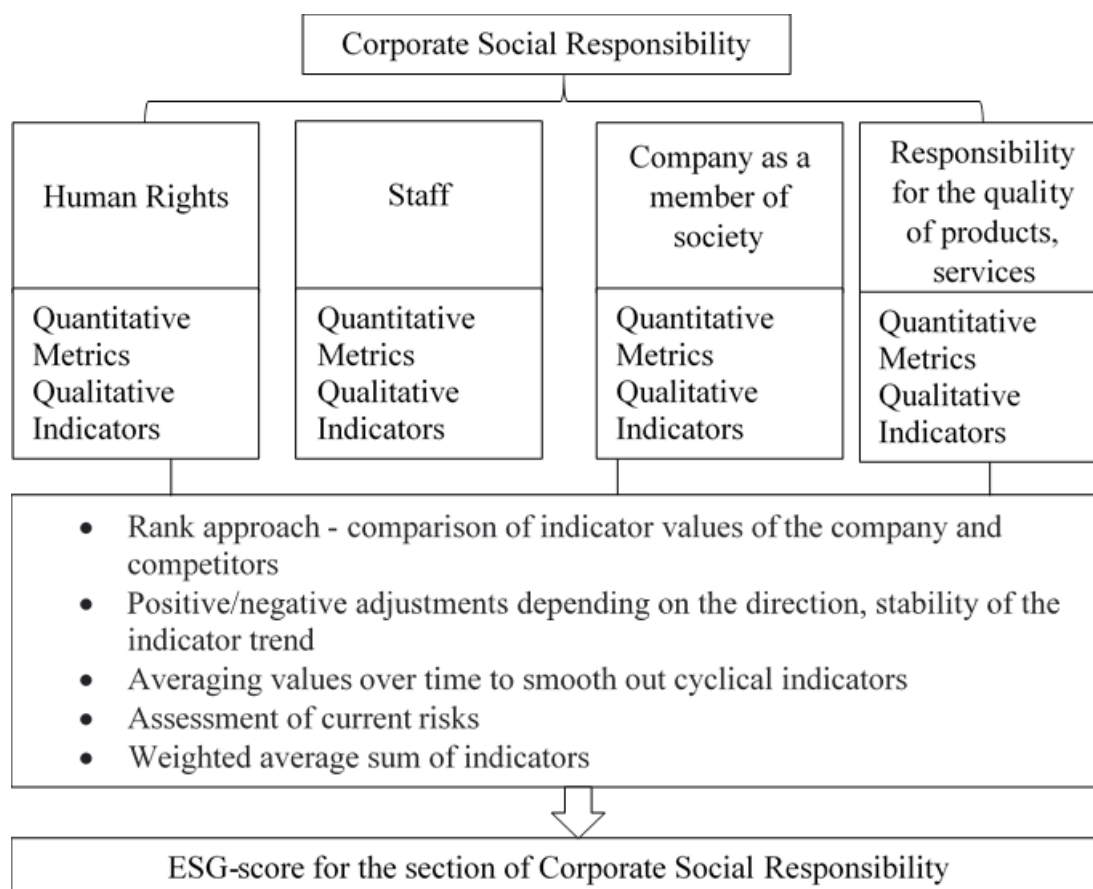 Corporate Social Responsibility
Human Rights
Staff
Company as a
member of
society
Responsibility
for the quality
of products,
services
Quantitative
Metrics
Qualitative
Indicators
Quantitative
Metrics
Qualitative
Indicators
Quantitative
Metrics
Qualitative
Indicators
Quantitative
Metrics
Qualitative
Indicators
• Rank approach - comparison of indicator values of the company and
competitors
• Positive/negative adjustments depending on the direction, stability of the
indicator trend
• Averaging values over time to smooth out cyclical indicators
• Assessment of current risks
• Weighted average sum of indicators
ESG-score for the section of Corporate Social Responsibility